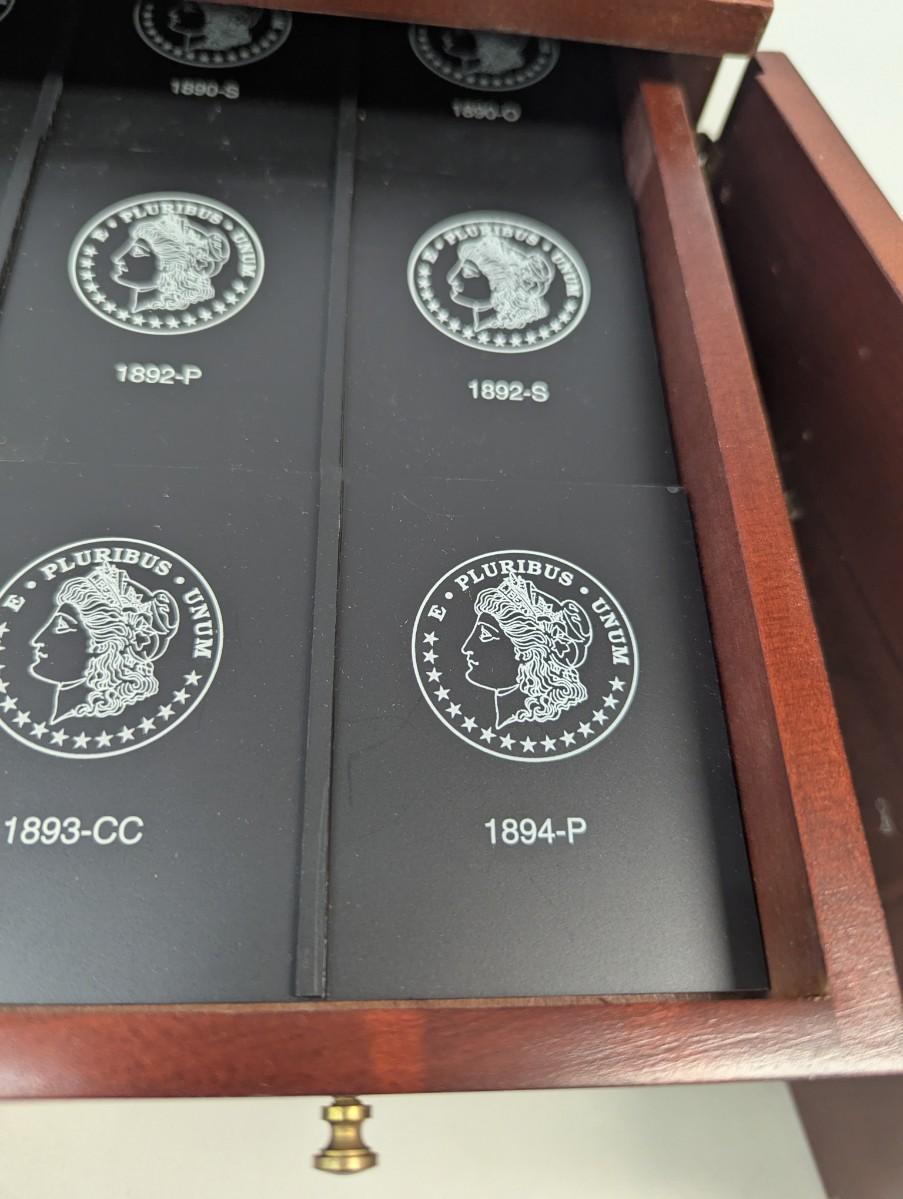 1890-S
1890-O
E • PLURIBUS • UNUM
1892-P
E • PLURIBUS • UNUM
1892-S
E • PLURIBUS • UNUM
1893-CC
E • PLURIBUS • UNUM
1894-P